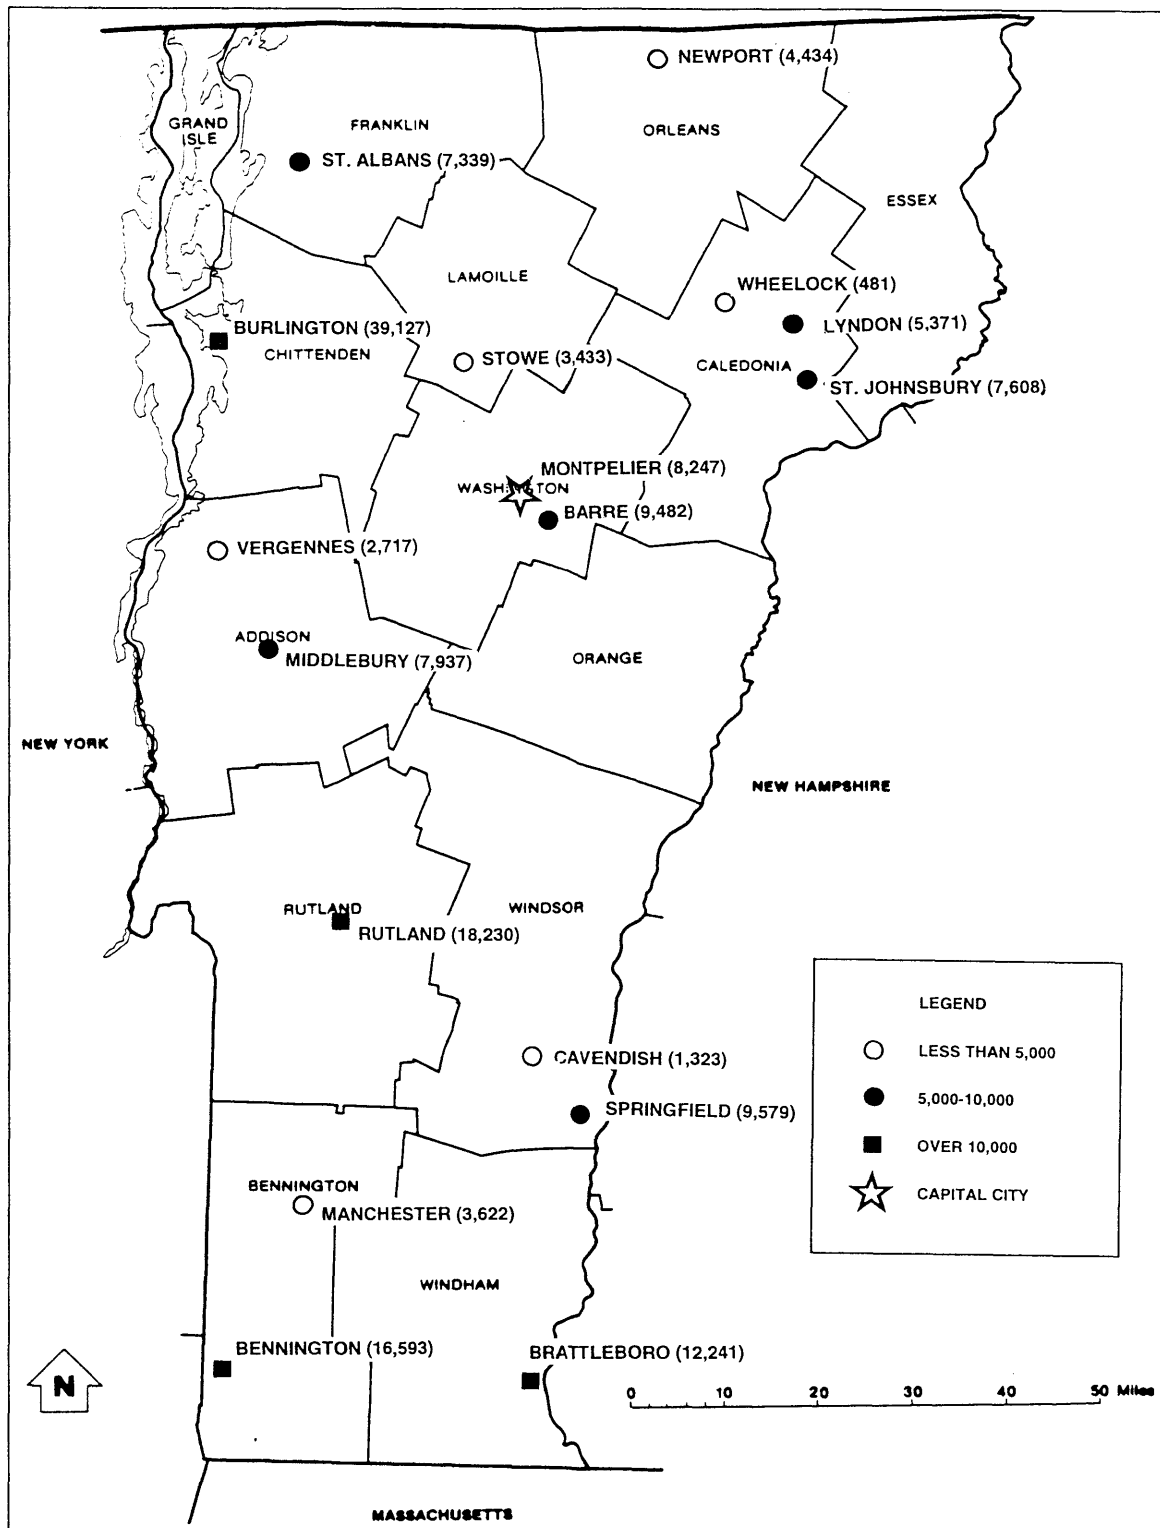 NEWPORT (4,434)
GRAND
ISLE
FRANKLIN
ORLEANS
ST. ALBANS (7,339)
ESSEX
LAMOILLE
WHEELOCK (481)
BURLINGTON (39,127)
LYNDON (5,371)
CHITTENDEN
STOWE (3,433)
CALEDONIA
ST. JOHNSBURY (7,608)
MONTPELIER (8,247)
WASHINGTON
BARRE (9,482)
VERGENNES (2,717)
ADDISON
MIDDLEBURY (7,937)
ORANGE
NEW YORK
NEW HAMPSHIRE
RUTLAND
WINDSOR
RUTLAND (18,230)
LEGEND
LESS THAN 5,000
CAVENDISH (1,323)
5,000-10,000
SPRINGFIELD (9,579)
OVER 10,000
BENNINGTON
CAPITAL CITY
MANCHESTER (3,622)
WINDHAM
BENNINGTON (16,593)
BRATTLEBORO (12,241)
N
0 10 20 30 40 50 Miles
MASSACHUSETTS